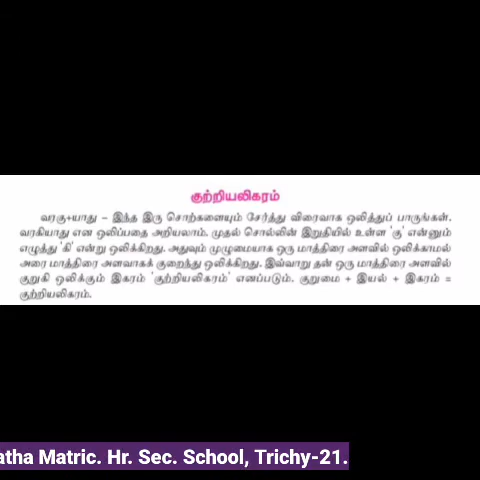 குற்றியலிகரம்
வரகு+யாது – இந்த இரு சொற்களையும் சேர்த்து விரைவாக ஒலித்துப் பாருங்கள்.
வரகியாது என ஒலிப்பதை அறியலாம். முதல் சொல்லின் இறுதியில் உள்ள 'கு' என்னும்
எழுத்து 'கி' என்று ஒலிக்கிறது. அதுவும் முழுமையாக ஒரு மாத்திரை அளவில் ஒலிக்காமல்
அரை மாத்திரை அளவாகக் குறைந்து ஒலிக்கிறது. இவ்வாறு தன் ஒரு மாத்திரை அளவில்
குறுகி ஒலிக்கும் இகரம் 'குற்றியலிகரம்' எனப்படும். குறுமை + இயல் + இகரம் =
குற்றியலிகரம்.
atha Matric. Hr. Sec. School, Trichy-21.